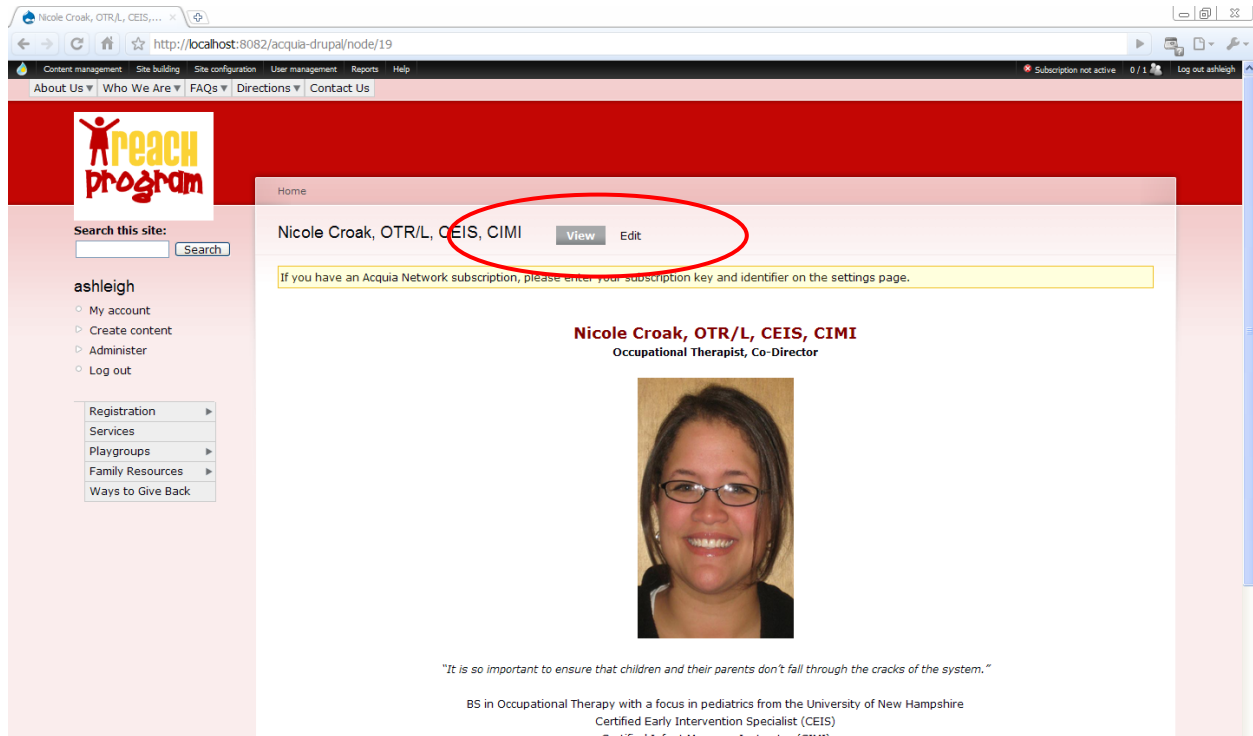 Nicole Croak, OTR/L, CEIS,...
http://localhost:8082/acquia-drupal/node/19
Content management Site building Site configuration User management Reports Help Subscription not active 0 / 1 Log out ashleigh
About Us Who We Are FAQs Directions Contact Us
reach
program
Home
Search this site:
Search
Nicole Croak, OTR/L, CEIS, CIMI View Edit
If you have an Acquia Network subscription, please enter your subscription key and identifier on the settings page.
ashleigh
My account
Create content
Administer
Log out
Registration
Services
Playgroups
Family Resources
Ways to Give Back
Nicole Croak, OTR/L, CEIS, CIMI
Occupational Therapist, Co-Director
“It is so important to ensure that children and their parents don’t fall through the cracks of the system.”
BS in Occupational Therapy with a focus in pediatrics from the University of New Hampshire
Certified Early Intervention Specialist (CEIS)